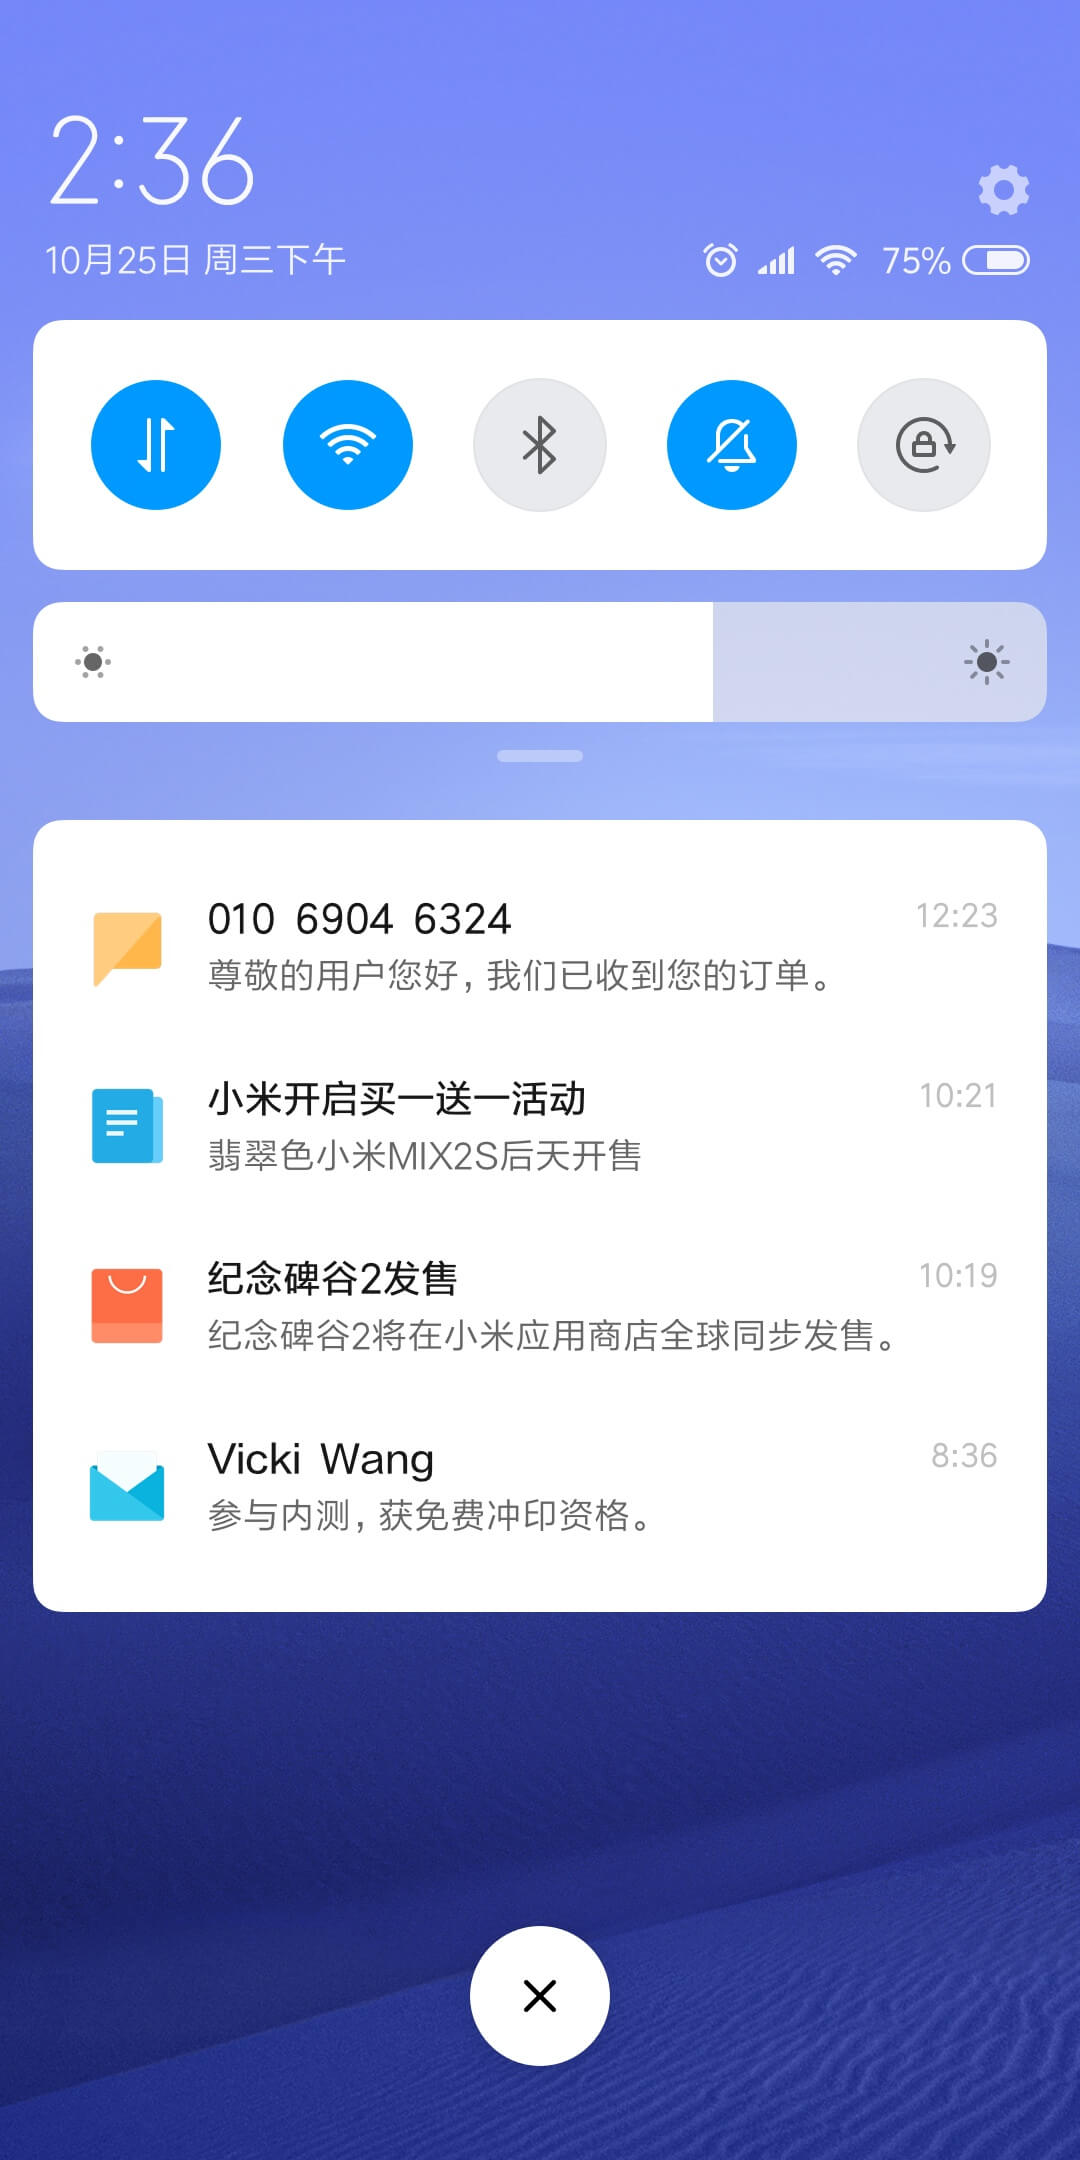 2:36
10月25日 周三下午
75%
010 6904 6324
12:23
尊敬的用户您好，我们已收到您的订单。
小米开启买一送一活动
10:21
翡翠色小米MIX2S后天开售
纪念碑谷2发售
10:19
纪念碑谷2将在小米应用商店全球同步发售。
Vicki Wang
8:36
参与内测，获免费冲印资格。